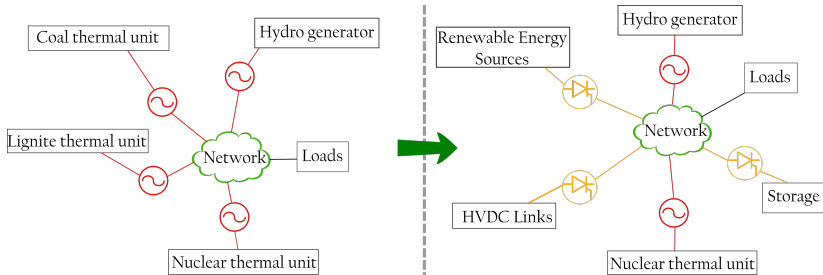 Coal thermal unit
Hydro generator
Lignite thermal unit
Network
Loads
Nuclear thermal unit
Renewable Energy
Sources
Hydro generator
Loads
Network
Storage
HVDC Links
Nuclear thermal unit